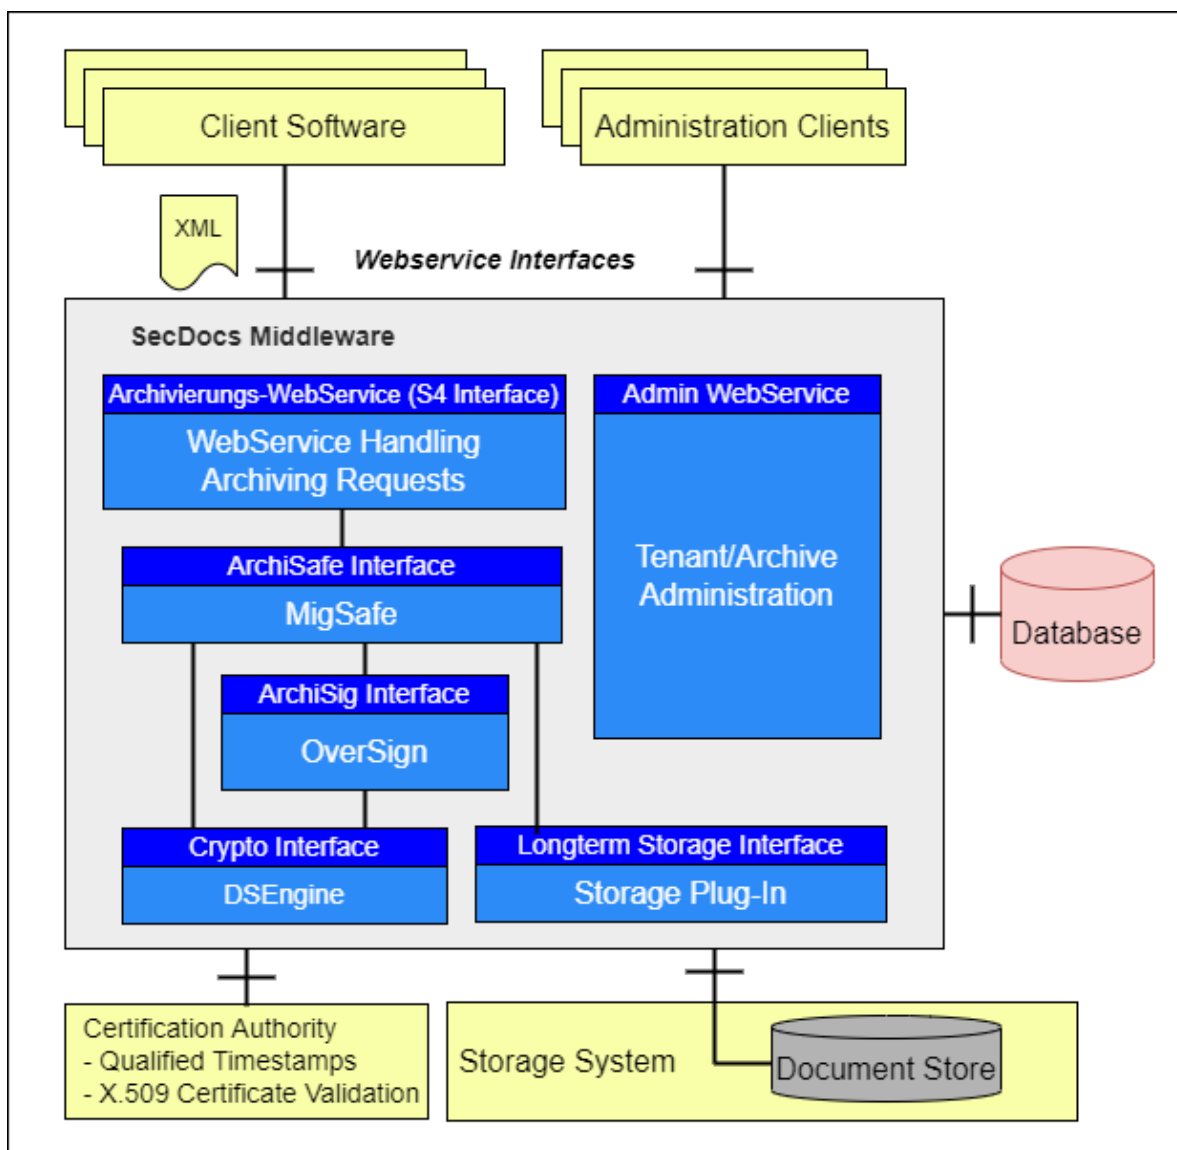 Client Software
Administration Clients
XML
Webservice Interfaces
SecDocs Middleware
Archivierungs-WebService (S4 Interface)
WebService Handling
Archiving Requests
Admin WebService
Tenant/Archive
Administration
ArchiSafe Interface
MigSafe
Database
ArchiSig Interface
OverSign
Crypto Interface
DSEngine
Longterm Storage Interface
Storage Plug-In
Certification Authority
- Qualified Timestamps
- X.509 Certificate Validation
Storage System
Document Store